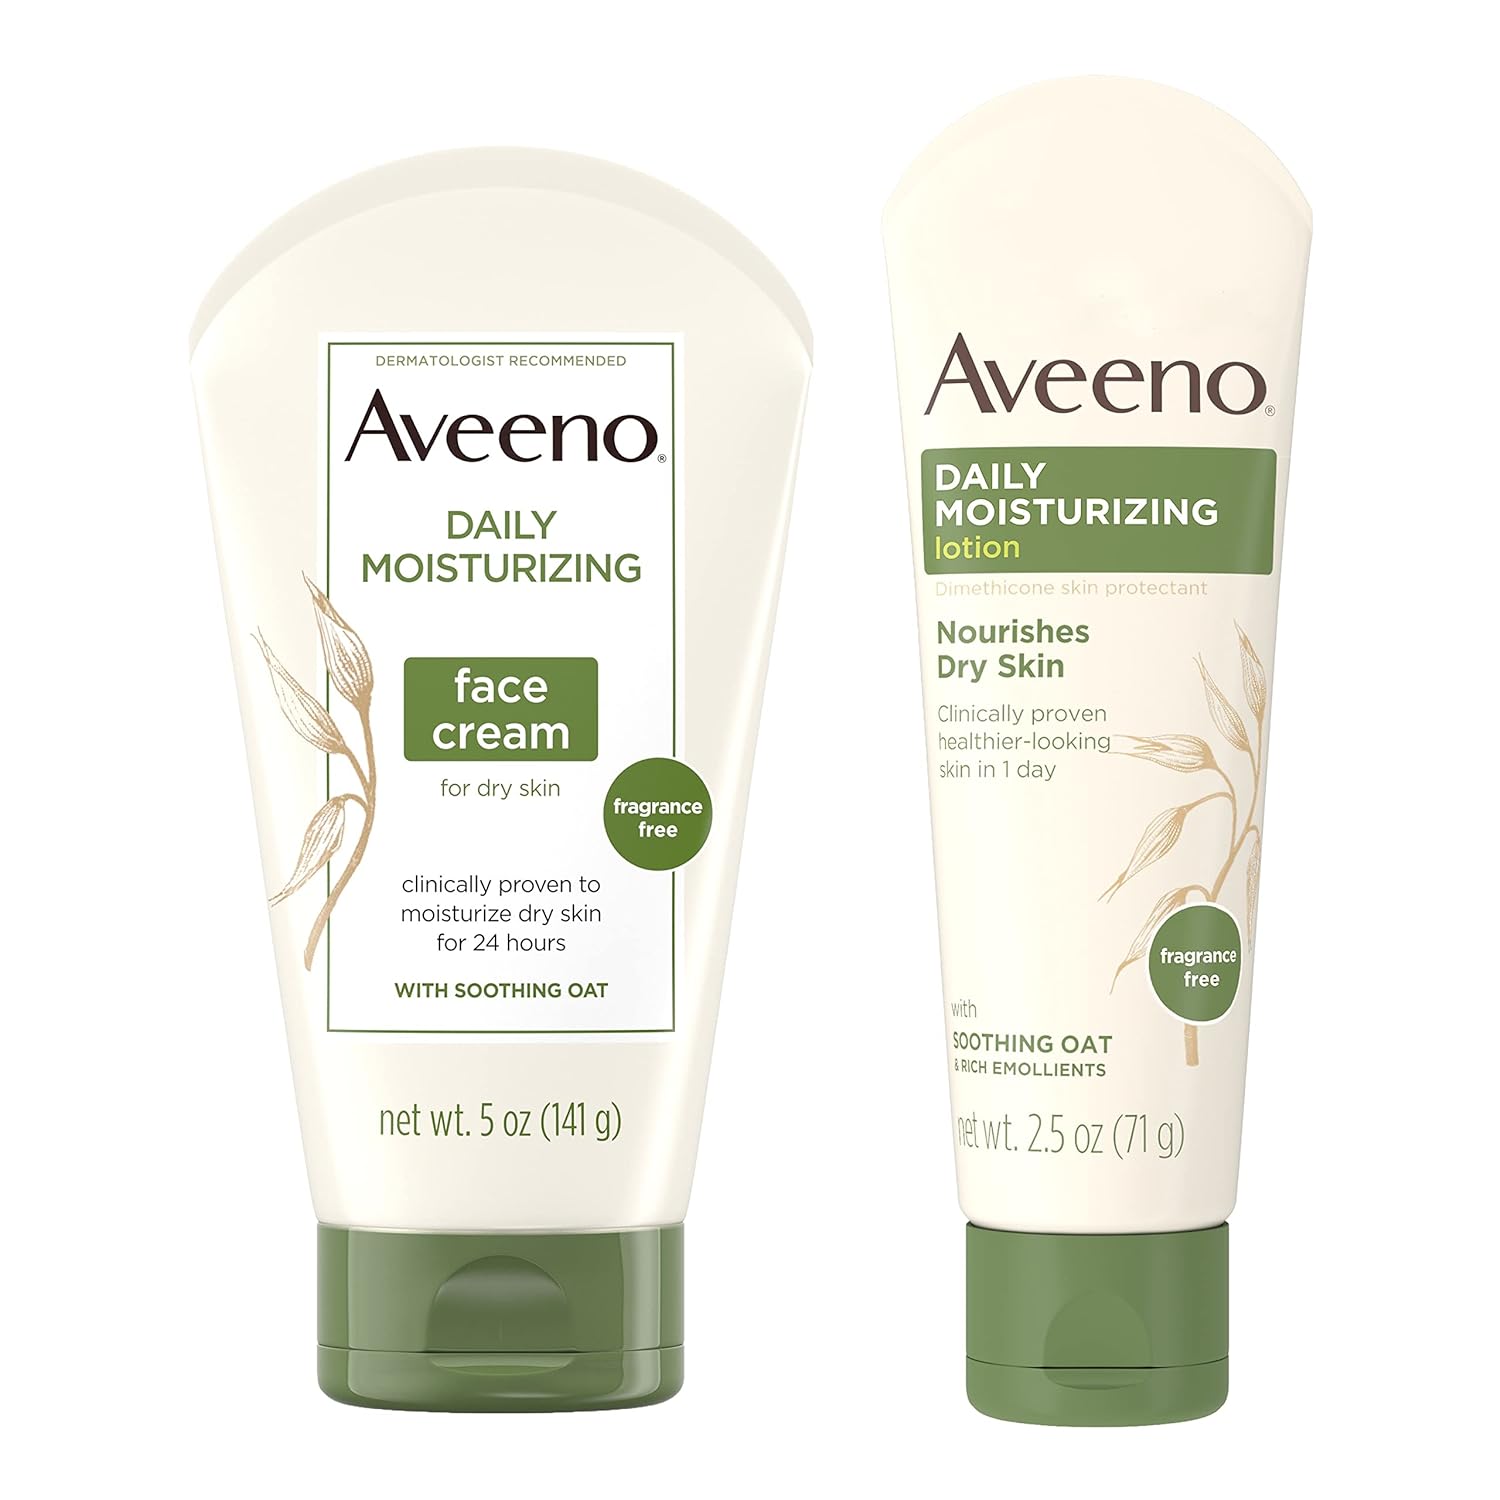 DERMATOLOGIST RECOMMENDED
Aveeno®
DAILY
MOISTURIZING
face
cream
for dry skin
fragrance
free
clinically proven to
moisturize dry skin
for 24 hours
WITH SOOTHING OAT
net wt. 5 oz (141 g)
Aveeno®
DAILY
MOISTURIZING
lotion
Dimethicone skin protectant
Nourishes
Dry Skin
Clinically proven
healthier-looking
skin in 1 day
fragrance
free
with
SOOTHING OAT
& RICH EMOLLIENTS
net wt. 2.5 oz (71 g)